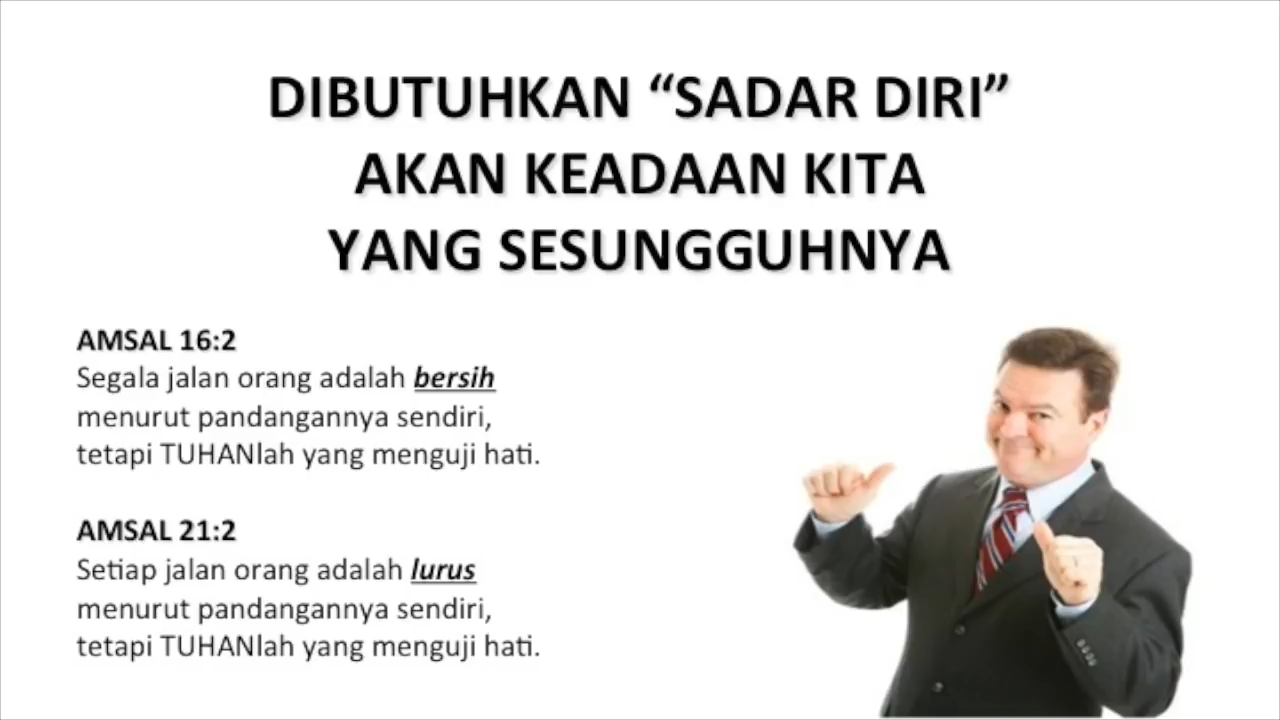 DIBUTUHKAN “SADAR DIRI”
AKAN KEADAAN KITA
YANG SESUNGGUHNYA
AMSAL 16:2
Segala jalan orang adalah bersih
menurut pandangannya sendiri,
tetapi TUHANlah yang menguji hati.
AMSAL 21:2
Setiap jalan orang adalah lurus
menurut pandangannya sendiri,
tetapi TUHANlah yang menguji hati.